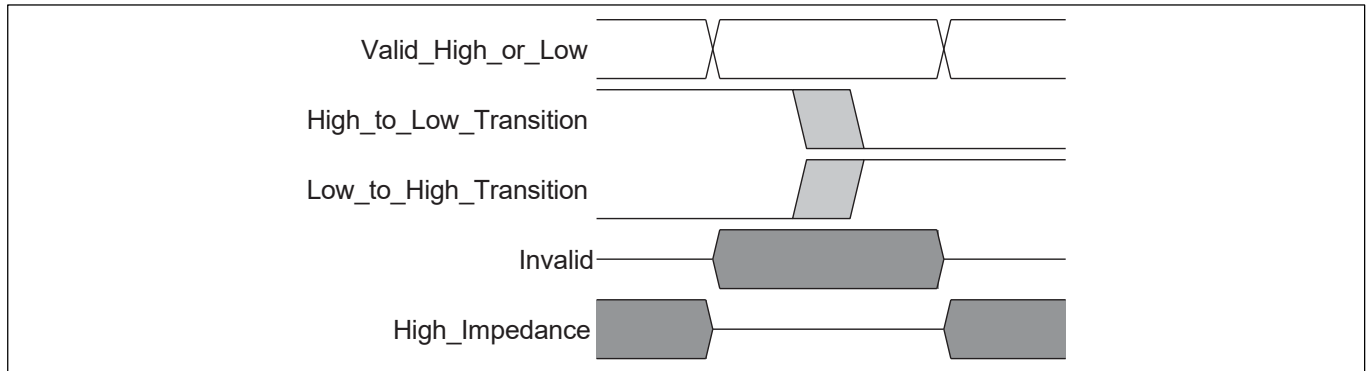 Valid_High_or_Low
High_to_Low_Transition
Low_to_High_Transition
Invalid
High_Impedance